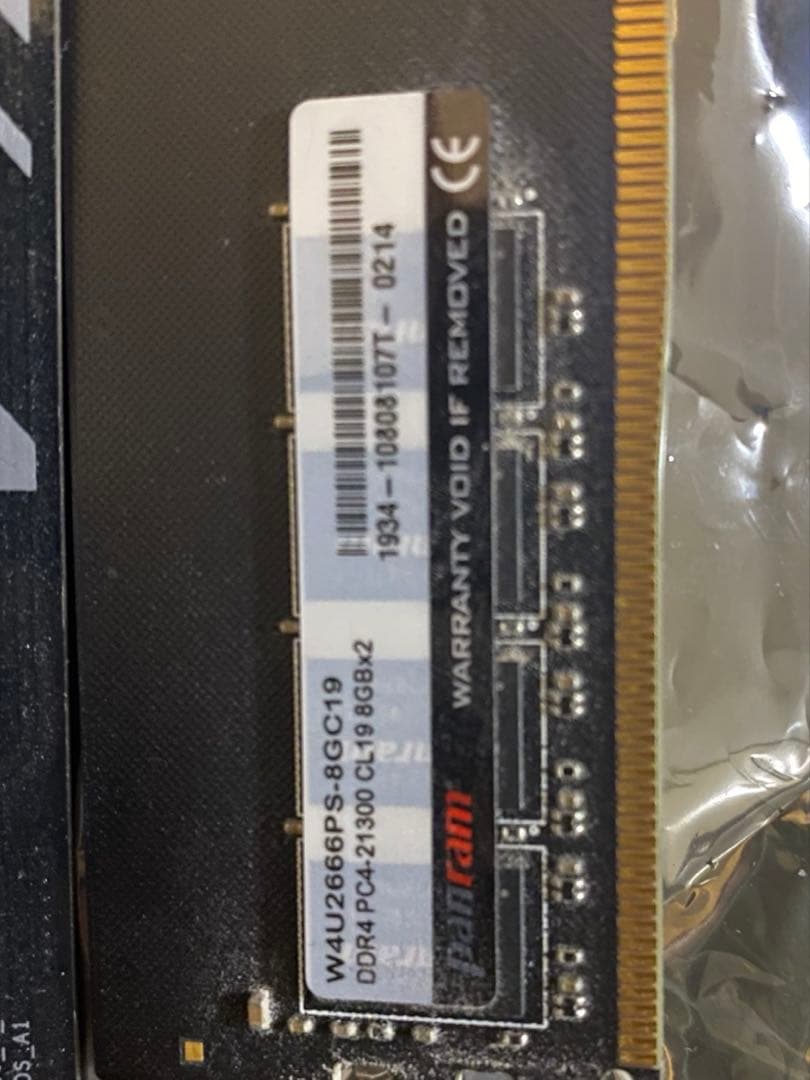 W4U2666PS-8GC19
DDR4 PC4-21300 CL19 8GBx2
1934-10808107T-0214
panram
WARRANTY VOID IF REMOVED CE